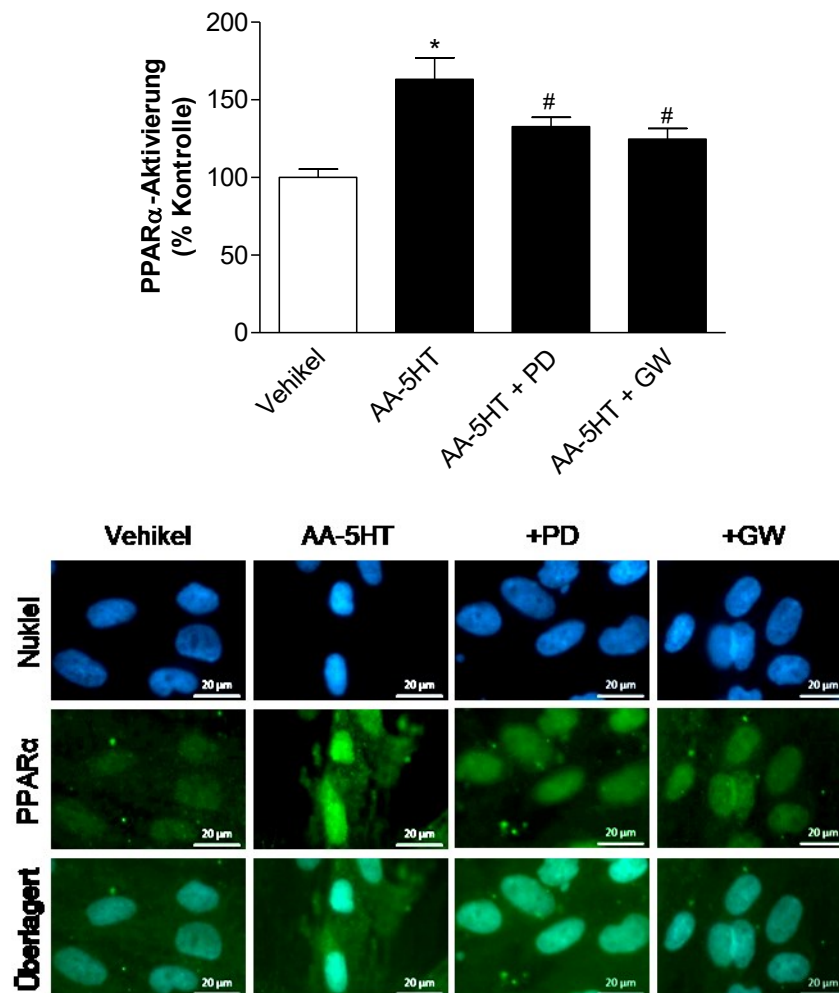 PPARα-Aktivierung
(% Kontrolle)
200
150
100
50
0
*
#
#
Vehikel
AA-5HT
AA-5HT + PD
AA-5HT + GW
Vehikel AA-5HT +PD +GW
Nuklei
20 µm 20 µm 20 µm 20 µm
PPARα
20 µm 20 µm 20 µm 20 µm
Überlagert
20 µm 20 µm 20 µm 20 µm